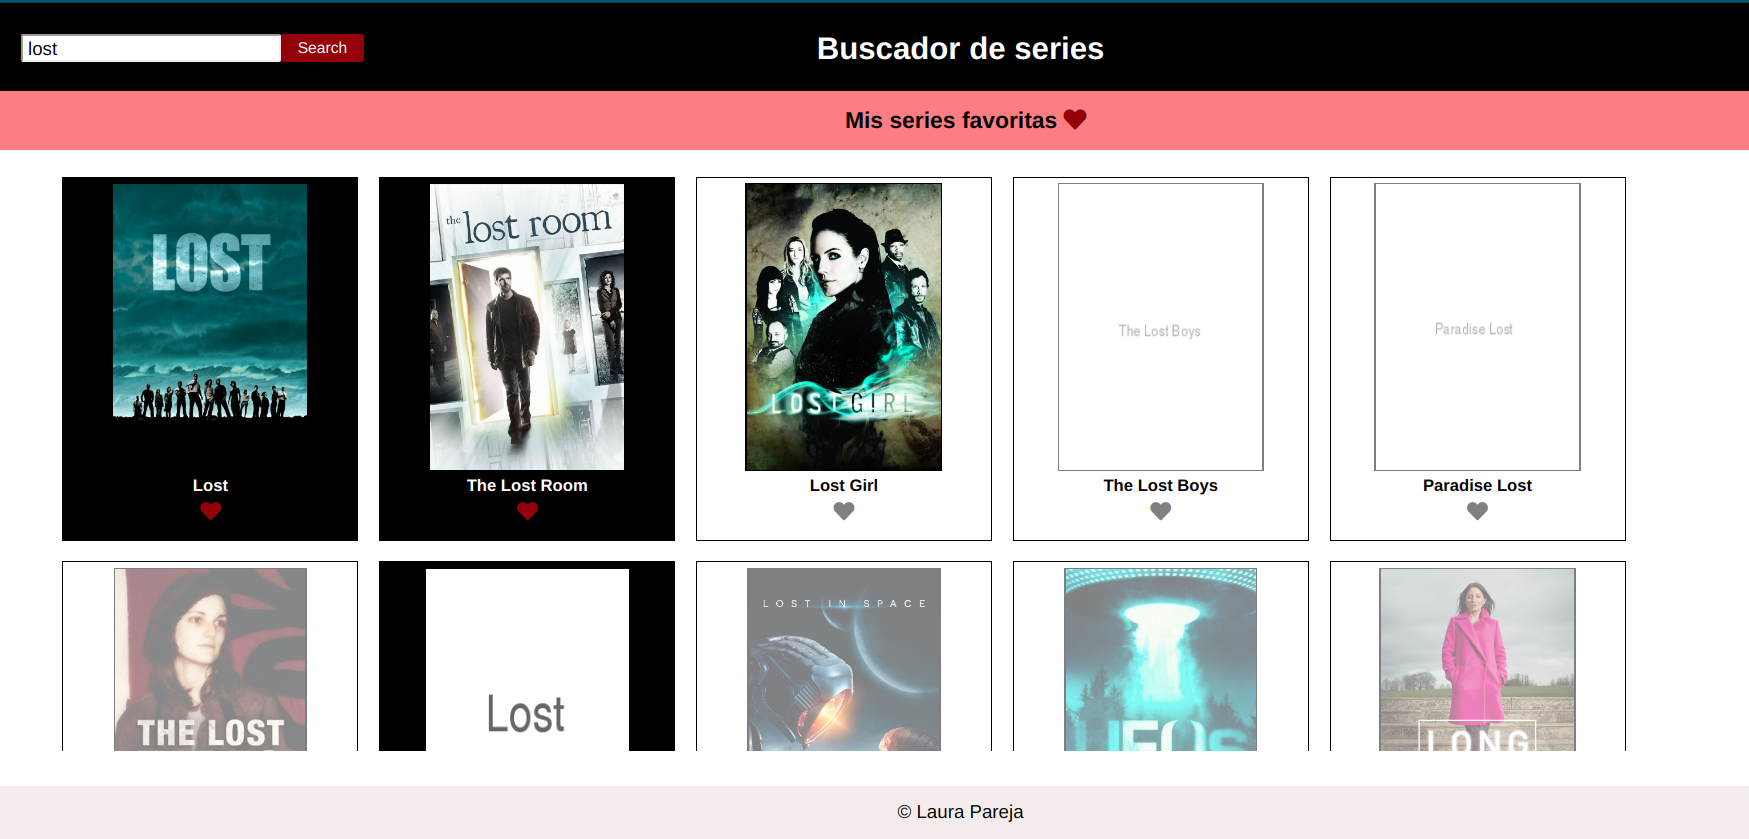 lost
Search
Buscador de series
Mis series favoritas
LOST
the lost room
LOST GIRL
The Lost Boys
Paradise Lost
Lost
The Lost Room
Lost Girl
The Lost Boys
Paradise Lost
THE LOST
Lost
LOST IN SPACE
UFOs
LONG
© Laura Pareja